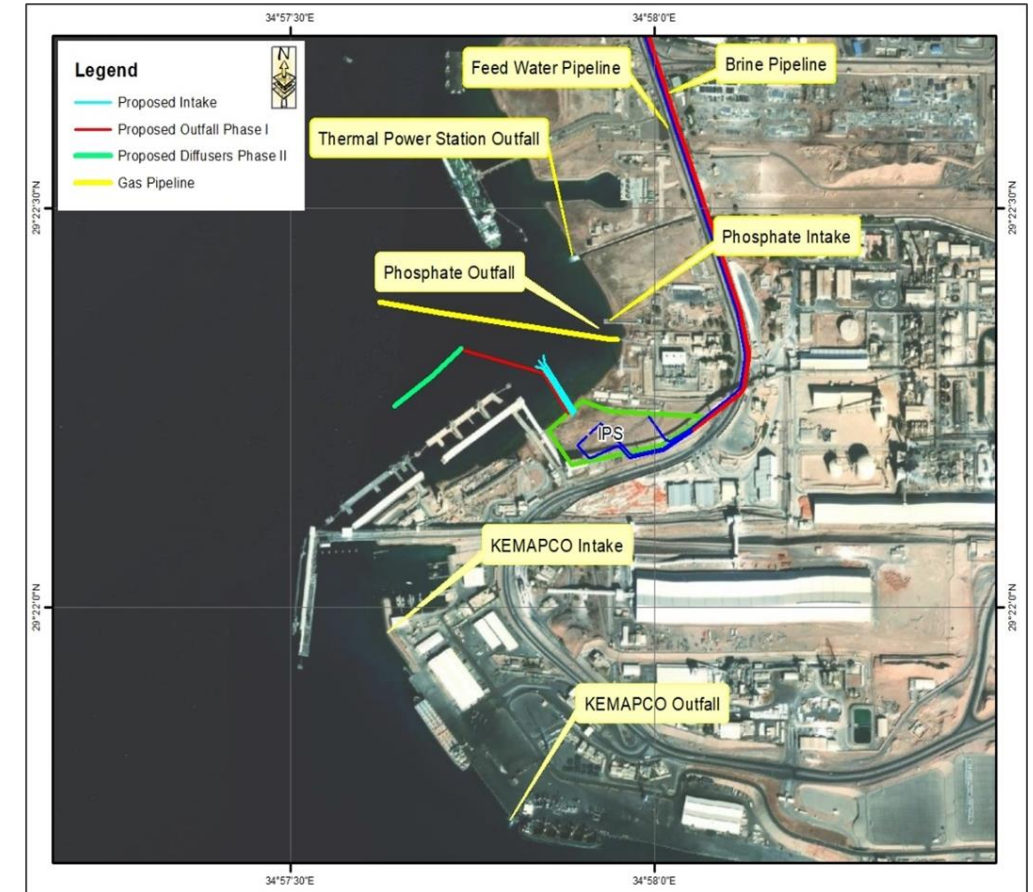 34°57'30"E
34°58'0"E
Legend
N
Proposed Intake
Proposed Outfall Phase I
Proposed Diffusers Phase II
Gas Pipeline
Feed Water Pipeline
Brine Pipeline
Thermal Power Station Outfall
29°22'30"N
29°22'30"N
Phosphate Intake
Phosphate Outfall
IPS
KEMAPCO Intake
29°22'0"N
29°22'0"N
KEMAPCO Outfall
34°57'30"E
34°58'0"E